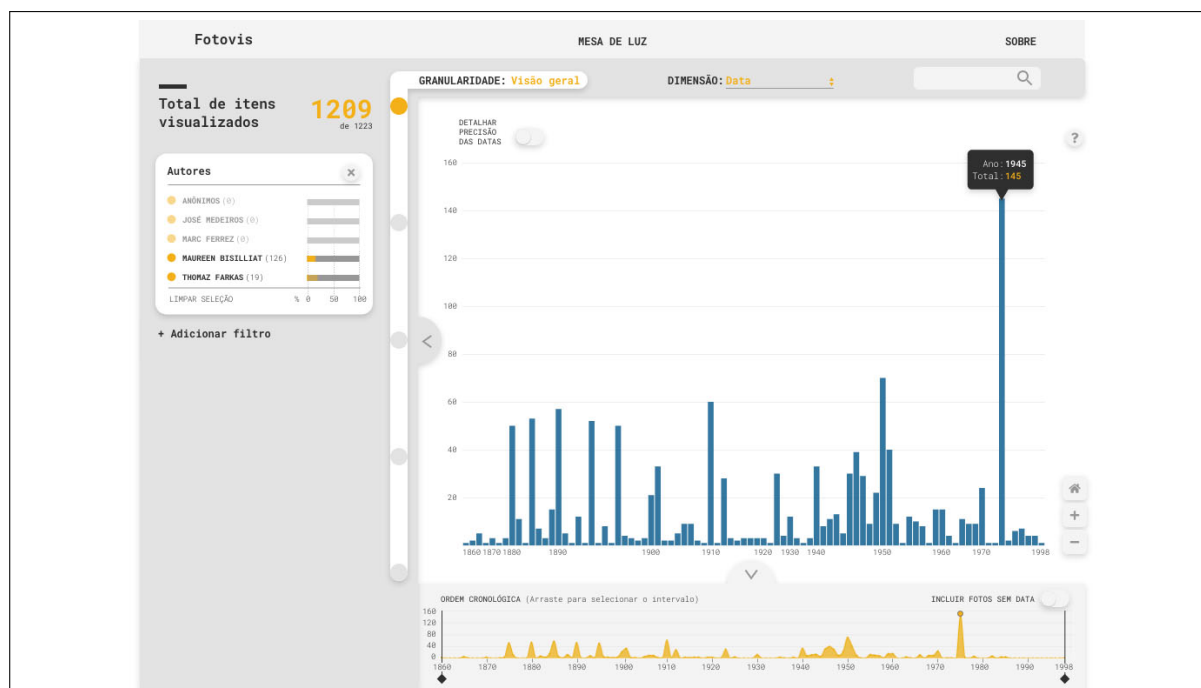 Fotovis
MESA DE LUZ
SOBRE
GRANULARIDADE: Visão geral
DIMENSÃO: Data
Total de itens
visualizados
1209
de 1223
DETALHAR
PRECISÃO
DAS DATAS
?
Autores
×
ANÔNIMOS (0)
JOSÉ MEDEIROS (0)
MARC FERREZ (0)
MAUREEN BISILLIAT (126)
THOMAZ FARKAS (19)
LIMPAR SELEÇÃO % 0 50 100
+ Adicionar filtro
Ano: 1945
Total: 145
160
140
120
100
80
60
40
20
1860 1870 1880 1890 1900 1910 1920 1930 1940 1950 1960 1970 1998
+
−
ORDEM CRONOLÓGICA (Arraste para selecionar o intervalo)
INCLUIR FOTOS SEM DATA
160
120
80
40
0
1860 1870 1880 1890 1900 1910 1920 1930 1940 1950 1960 1970 1980 1990 1998